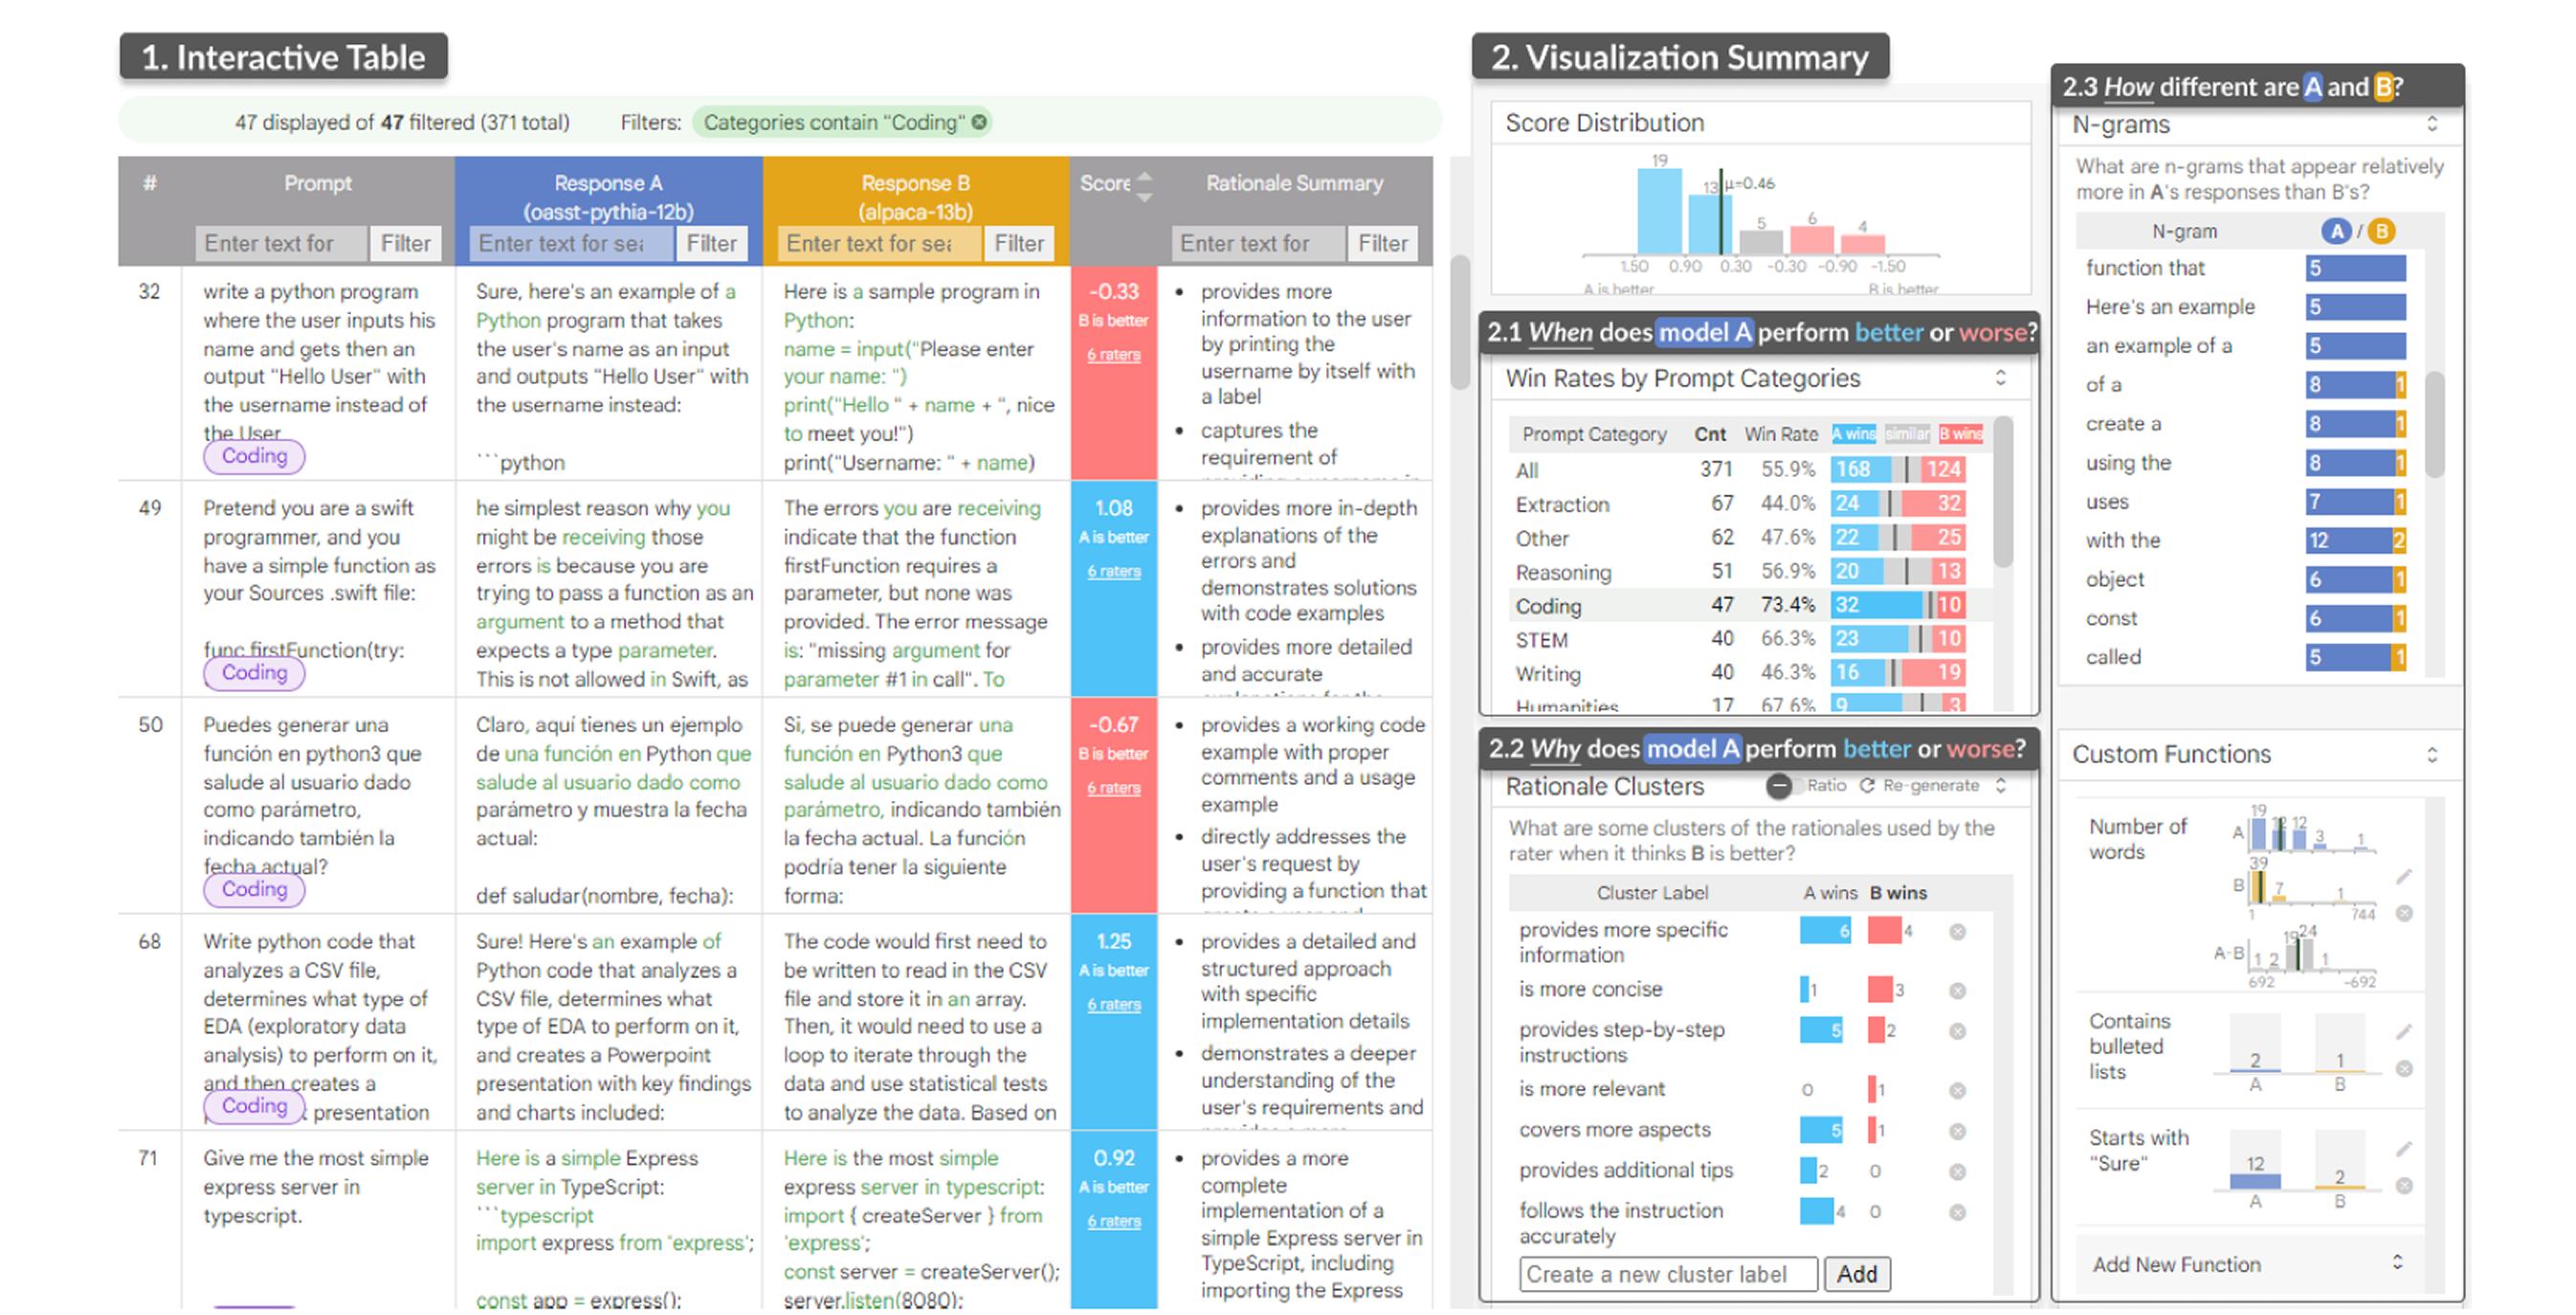 1. Interactive Table
47 displayed of 47 filtered (371 total) Filters: Categories contain "Coding"
# Prompt Response A (oasst-pythia-12b) Response B (alpaca-13b) Score Rationale Summary
Enter text for Filter Enter text for sea Filter Enter text for sea Filter Enter text for Filter
32
write a python program
where the user inputs his
name and gets then an
output "Hello User" with
the username instead of
the User
Coding
Sure, here's an example of a
Python program that takes
the user's name as an input
and outputs "Hello User" with
the username instead:
```python
Here is a sample program in
Python:
name = input("Please enter
your name: ")
print("Hello " + name + ", nice
to meet you!")
print("Username: " + name)
-0.33
B is better
6 raters
• provides more
information to the user
by printing the
username by itself with
a label
• captures the
requirement of
49
Pretend you are a swift
programmer, and you
have a simple function as
your Sources .swift file:
func firstFunction(try:
Coding
he simplest reason why you
might be receiving those
errors is because you are
trying to pass a function as an
argument to a method that
expects a type parameter.
This is not allowed in Swift, as
The errors you are receiving
indicate that the function
firstFunction requires a
parameter, but none was
provided. The error message
is: "missing argument for
parameter #1 in call". To
1.08
A is better
6 raters
• provides more in-depth
explanations of the
errors and
demonstrates solutions
with code examples
• provides more detailed
and accurate
50
Puedes generar una
función en python3 que
salude al usuario dado
como parámetro,
indicando también la
fecha actual?
Coding
Claro, aquí tienes un ejemplo
de una función en Python que
salude al usuario dado como
parámetro y muestra la fecha
actual:
def saludar(nombre, fecha):
Si, se puede generar una
función en Python3 que
salude al usuario dado como
parámetro, indicando también
la fecha actual. La función
podría tener la siguiente
forma:
-0.67
B is better
6 raters
• provides a working code
example with proper
comments and a usage
example
• directly addresses the
user's request by
providing a function that
68
Write python code that
analyzes a CSV file,
determines what type of
EDA (exploratory data
analysis) to perform on it,
and then creates a
presentation
Coding
Sure! Here's an example of
Python code that analyzes a
CSV file, determines what
type of EDA to perform on it,
and creates a Powerpoint
presentation with key findings
and charts included:
The code would first need to
be written to read in the CSV
file and store it in an array.
Then, it would need to use a
loop to iterate through the
data and use statistical tests
to analyze the data. Based on
1.25
A is better
6 raters
• provides a detailed and
structured approach
with specific
implementation details
• demonstrates a deeper
understanding of the
user's requirements and
71
Give me the most simple
express server in
typescript.
Here is a simple Express
server in TypeScript:
```typescript
import express from 'express';
const app = express();
Here is the most simple
express server in typescript:
import { createServer } from
'express';
const server = createServer();
server.listen(8080);
0.92
A is better
6 raters
• provides a more
complete
implementation of a
simple Express server in
TypeScript, including
importing the Express
2. Visualization Summary
Score Distribution
19 13 μ=0.46 5 6 4
1.50 0.90 0.30 -0.30 -0.90 -1.50
A is better B is better
2.1 When does model A perform better or worse?
Win Rates by Prompt Categories
Prompt Category Cnt Win Rate A wins similar B wins
All 371 55.9% 168 124
Extraction 67 44.0% 24 32
Other 62 47.6% 22 25
Reasoning 51 56.9% 20 13
Coding 47 73.4% 32 10
STEM 40 66.3% 23 10
Writing 40 46.3% 16 19
Humanities 17 67.6% 9 3
2.2 Why does model A perform better or worse?
Rationale Clusters Ratio Re-generate
What are some clusters of the rationales used by the
rater when it thinks B is better?
Cluster Label A wins B wins
provides more specific
information 6 4
is more concise 1 3
provides step-by-step
instructions 5 2
is more relevant 0 1
covers more aspects 5 1
provides additional tips 2 0
follows the instruction
accurately 4 0
Create a new cluster label Add
2.3 How different are A and B?
N-grams
What are n-grams that appear relatively
more in A's responses than B's?
N-gram A / B
function that 5
Here's an example 5
an example of a 5
of a 8 1
create a 8 1
using the 8 1
uses 7 1
with the 12 2
object 6 1
const 6 1
called 5 1
Custom Functions
Number of
words
A 19 12 12 3 1
B 39 7 1
1 744
A-B 1 2 19 24 1
692 -692
Contains
bulleted
lists
2 1
A B
Starts with
"Sure"
12 2
A B
Add New Function